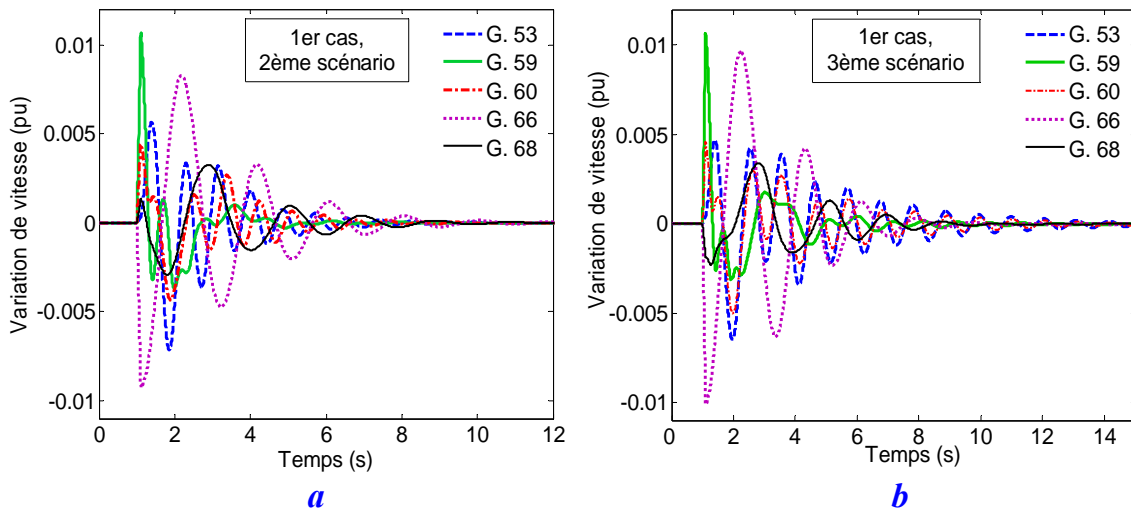 1er cas,
2ème scénario
G. 53
G. 59
G. 60
G. 66
G. 68
Variation de vitesse (pu)
0.01
0.005
0
-0.005
-0.01
0 2 4 6 8 10 12
Temps (s)
a
1er cas,
3ème scénario
G. 53
G. 59
G. 60
G. 66
G. 68
Variation de vitesse (pu)
0.01
0.005
0
-0.005
-0.01
0 2 4 6 8 10 12 14
Temps (s)
b